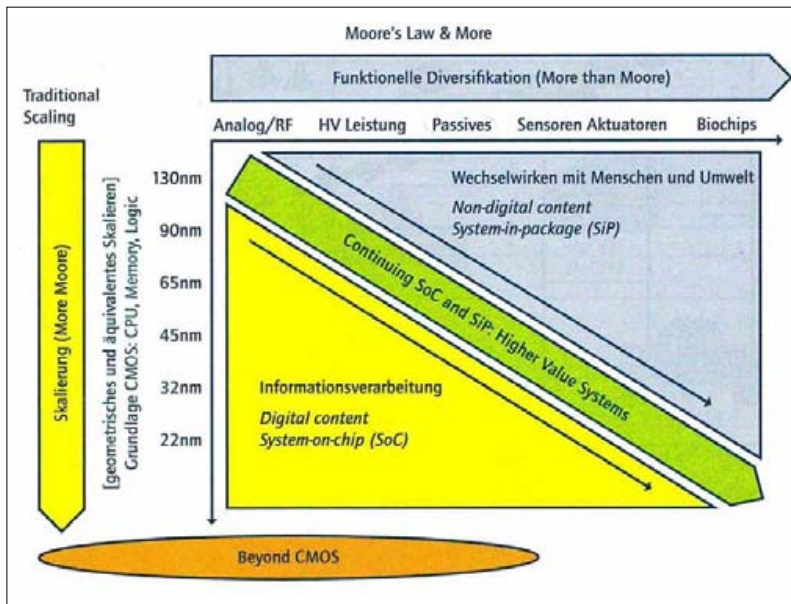 Moore's Law & More
Funktionelle Diversifikation (More than Moore)
Traditional
Scaling
Analog/RF HV Leistung Passives Sensoren Aktuatoren Biochips
Skalierung (More Moore)
[geometrisches und äquivalentes Skalieren]
Grundlage CMOS: CPU, Memory, Logic
130nm
90nm
65nm
45nm
32nm
22nm
Wechselwirken mit Menschen und Umwelt
Non-digital content
System-in-package (SiP)
Continuing SoC and SiP: Higher Value Systems
Informationsverarbeitung
Digital content
System-on-chip (SoC)
Beyond CMOS